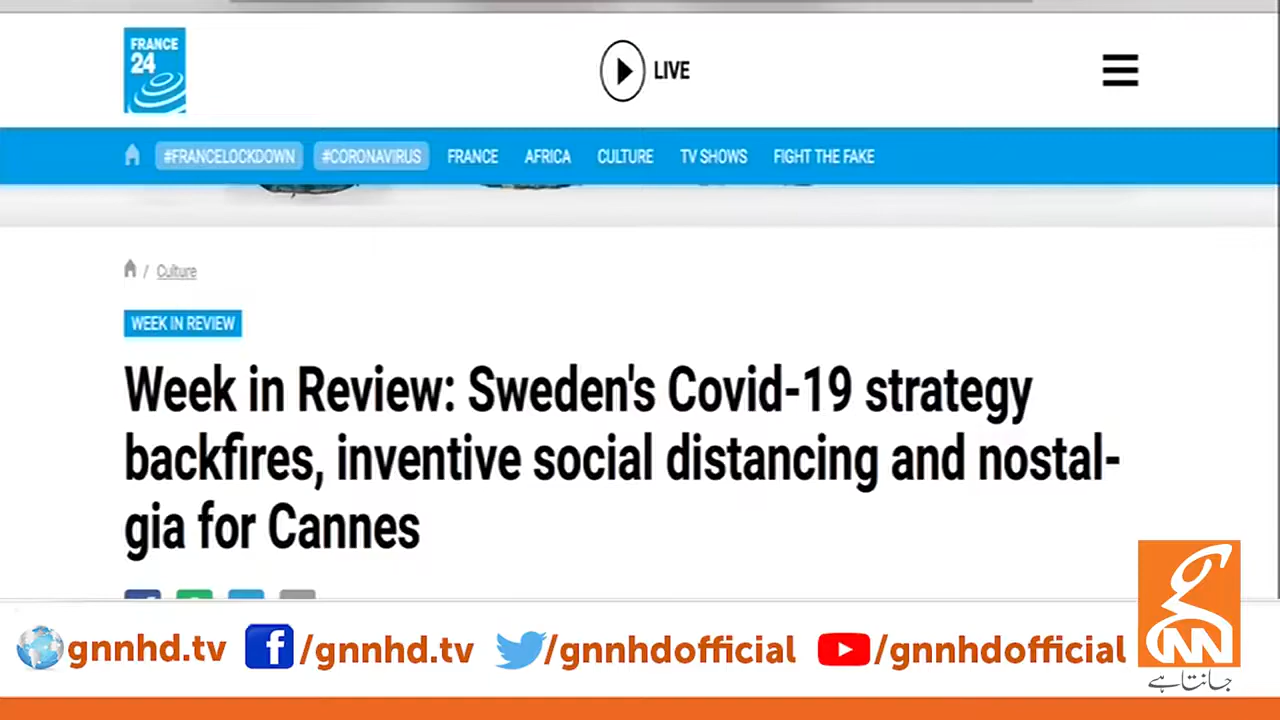 FRANCE
24
LIVE
#FRANCELOCKDOWN #CORONAVIRUS FRANCE AFRICA CULTURE TV SHOWS FIGHT THE FAKE
/ Culture
WEEK IN REVIEW
Week in Review: Sweden's Covid-19 strategy
backfires, inventive social distancing and nostal-
gia for Cannes
gnnhd.tv /gnnhd.tv /gnnhdofficial /gnnhdofficial
GNN
جانتا ہے